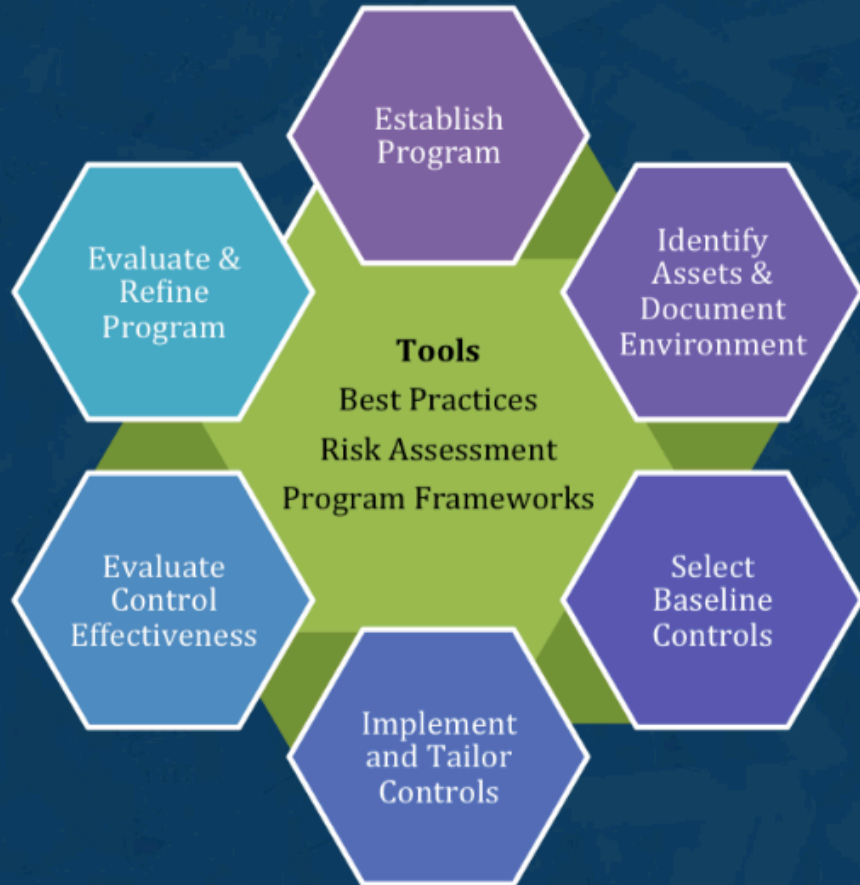 Establish
Program
Identify
Assets &
Document
Environment
Select
Baseline
Controls
Implement
and Tailor
Controls
Evaluate
Control
Effectiveness
Evaluate &
Refine
Program
Tools
Best Practices
Risk Assessment
Program Frameworks